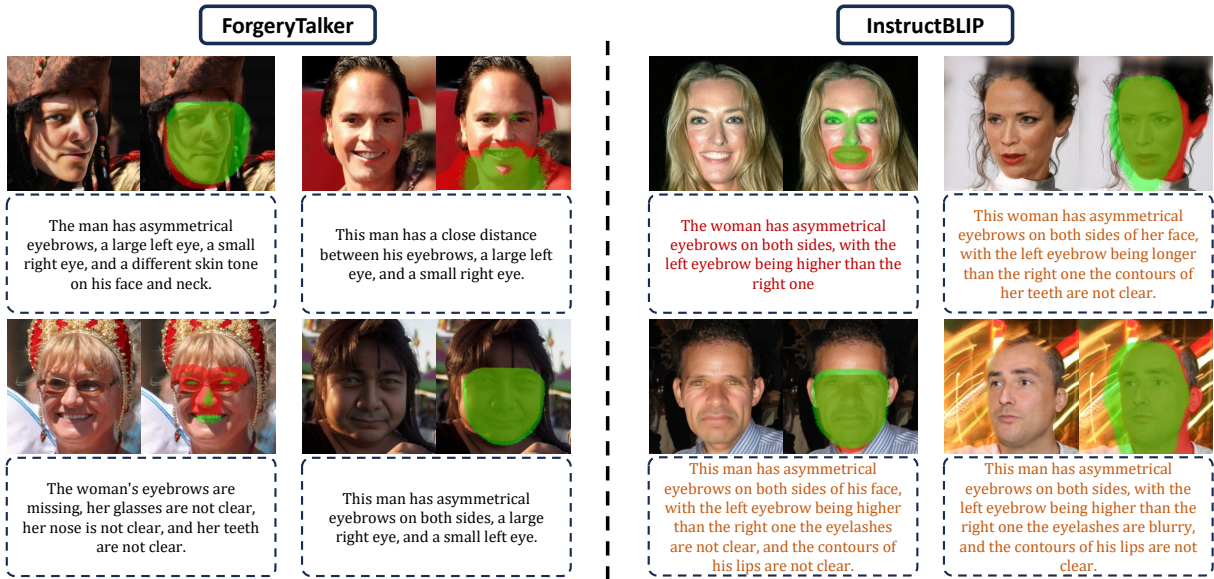 ForgeryTalker
InstructBLIP
The man has asymmetrical
eyebrows, a large left eye, a small
right eye, and a different skin tone
on his face and neck.
This man has a close distance
between his eyebrows, a large left
eye, and a small right eye.
The woman has asymmetrical
eyebrows on both sides, with the
left eyebrow being higher than the
right one
This woman has asymmetrical
eyebrows on both sides of her face,
with the left eyebrow being longer
than the right one the contours of
her teeth are not clear.
The woman's eyebrows are
missing, her glasses are not clear,
her nose is not clear, and her teeth
are not clear.
This man has asymmetrical
eyebrows on both sides, a large
right eye, and a small left eye.
This man has asymmetrical
eyebrows on both sides of his face,
with the left eyebrow being higher
than the right one the eyelashes
are not clear, and the contours of
his lips are not clear.
This man has asymmetrical
eyebrows on both sides, with the
left eyebrow being higher than the
right one the eyelashes are blurry,
and the contours of his lips are not
clear.